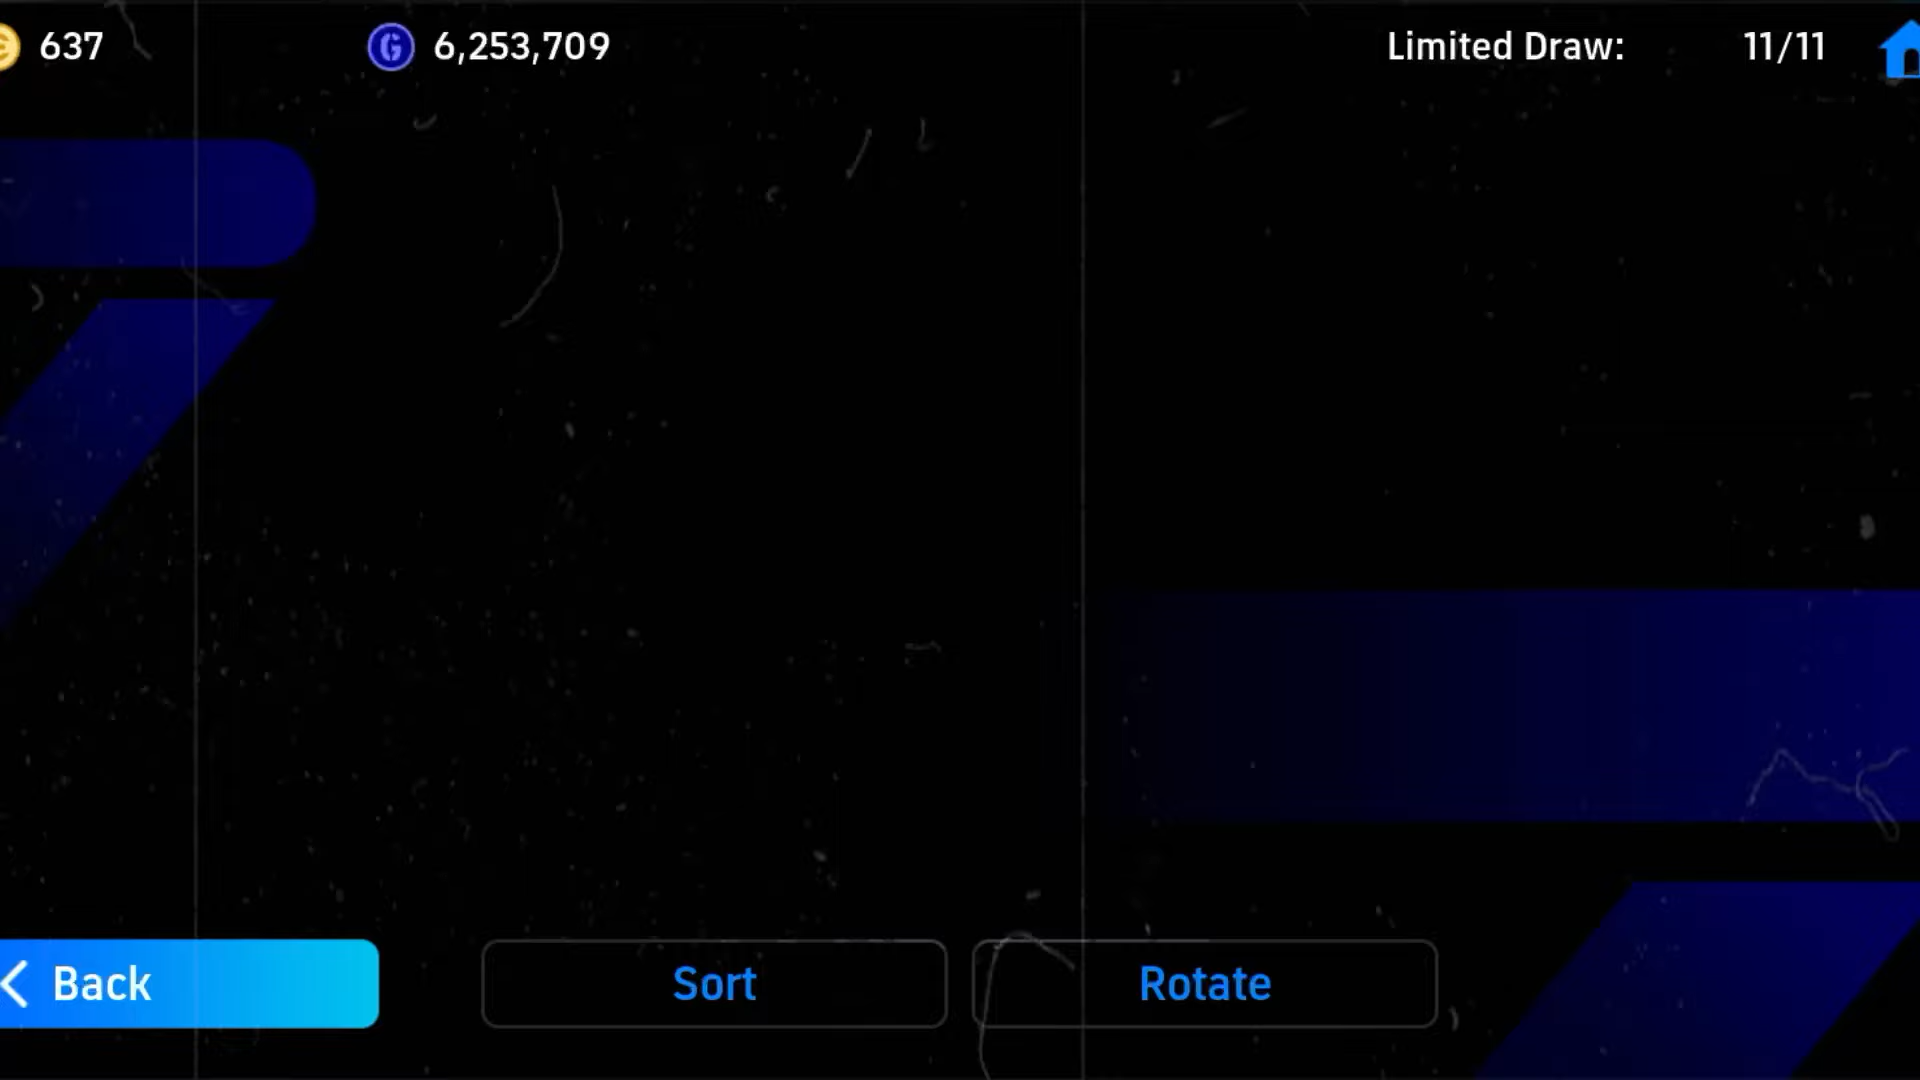 637
6,253,709
Limited Draw: 11/11
Back
Sort
Rotate